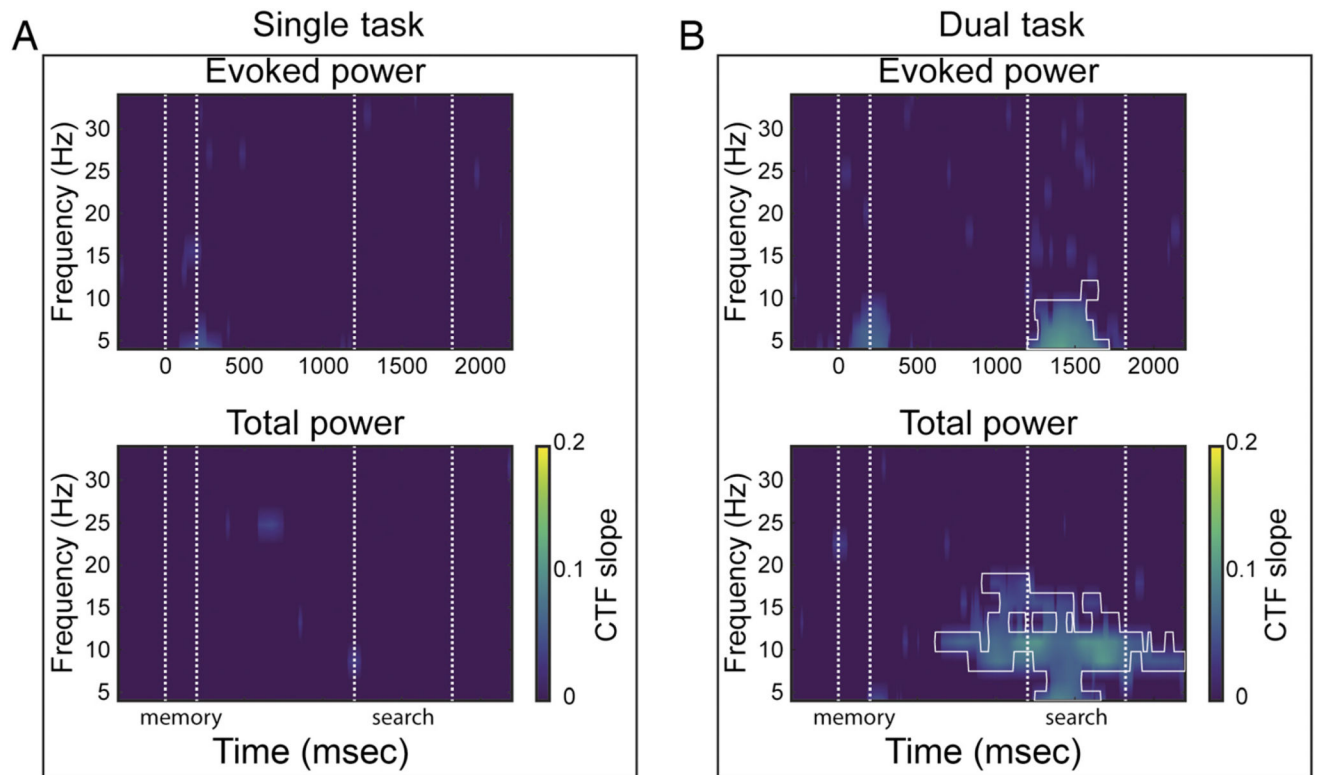 A
Single task
Evoked power
Frequency (Hz)
30
25
20
15
10
5
0 500 1000 1500 2000
Total power
Frequency (Hz)
30
25
20
15
10
5
memory search
Time (msec)
0.2
0.1
0
CTF slope
B
Dual task
Evoked power
Frequency (Hz)
30
25
20
15
10
5
0 500 1000 1500 2000
Total power
Frequency (Hz)
30
25
20
15
10
5
memory search
Time (msec)
0.2
0.1
0
CTF slope